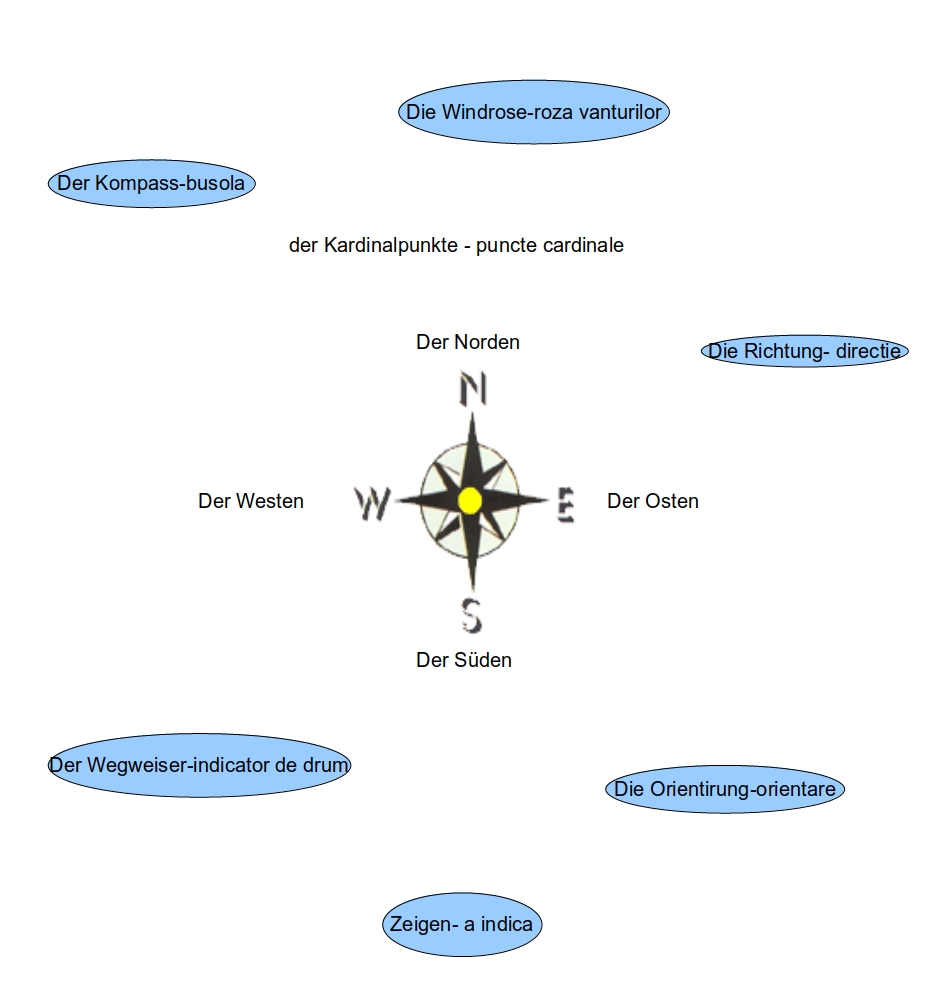 Die Windrose-roza vanturilor
Der Kompass-busola
der Kardinalpunkte - puncte cardinale
Der Norden
Die Richtung- directie
N
Der Westen
W
E
Der Osten
S
Der Süden
Der Wegweiser-indicator de drum
Die Orientirung-orientare
Zeigen- a indica